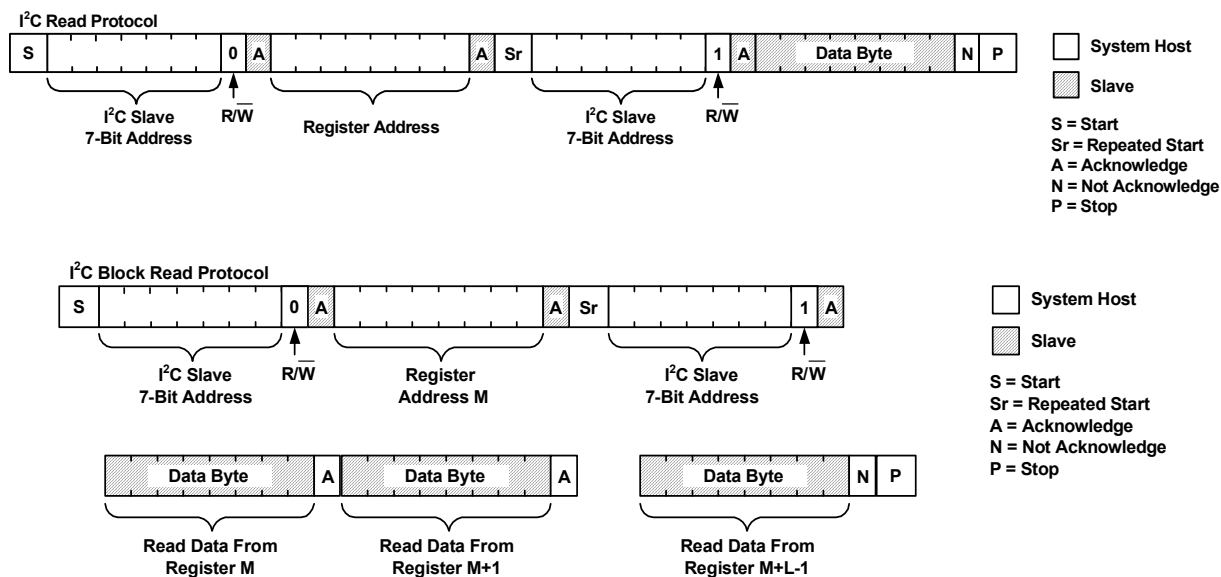 I²C Read Protocol
S 0 A A Sr 1 A Data Byte N P
I²C Slave
7-Bit Address
R/W̅
Register Address
I²C Slave
7-Bit Address
R/W̅
System Host
Slave
S = Start
Sr = Repeated Start
A = Acknowledge
N = Not Acknowledge
P = Stop
I²C Block Read Protocol
S 0 A A Sr 1 A
I²C Slave
7-Bit Address
R/W̅
Register
Address M
I²C Slave
7-Bit Address
R/W̅
System Host
Slave
S = Start
Sr = Repeated Start
A = Acknowledge
N = Not Acknowledge
P = Stop
Data Byte A Data Byte A Data Byte N P
Read Data From
Register M
Read Data From
Register M+1
Read Data From
Register M+L-1